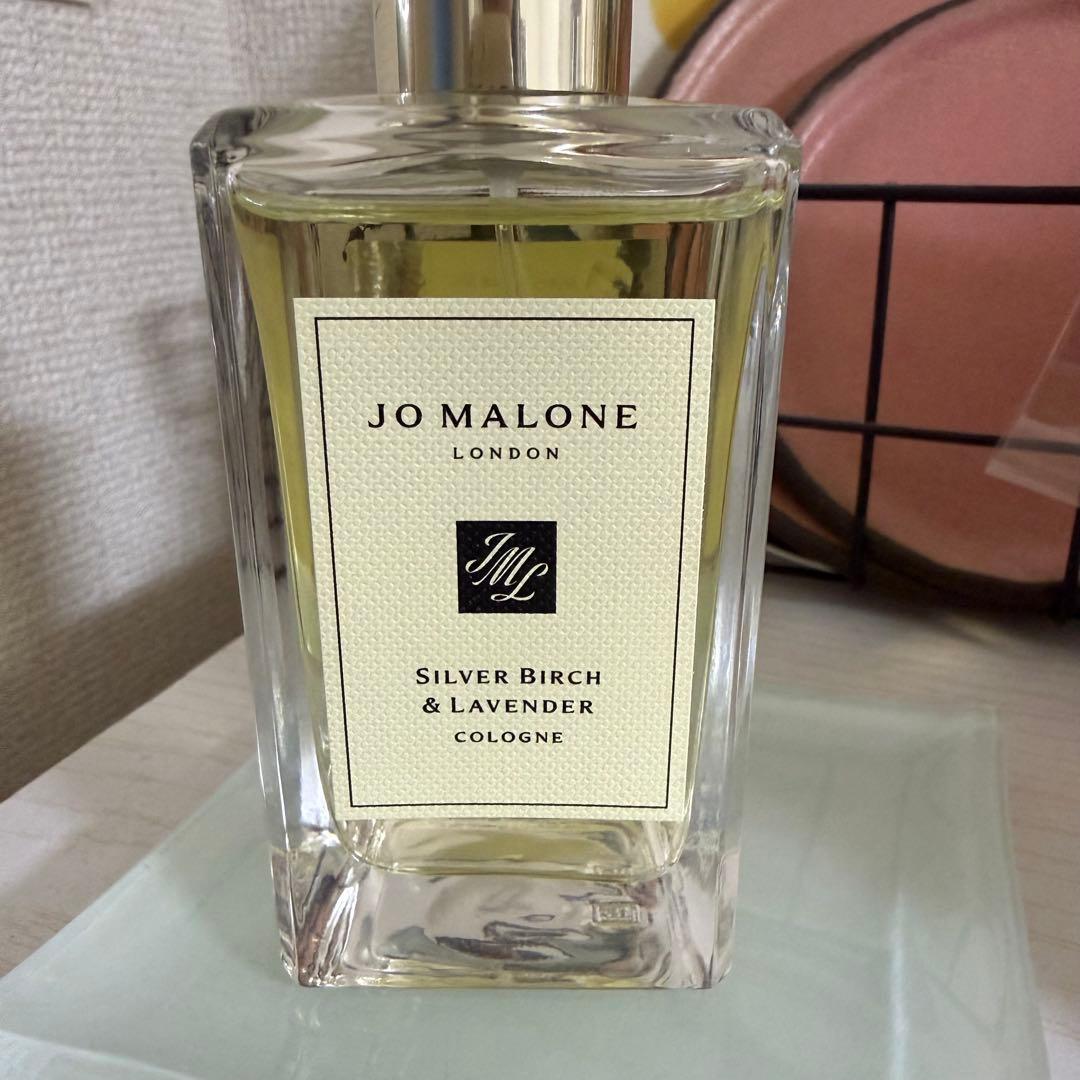 JO MALONE
LONDON
JML
SILVER BIRCH
& LAVENDER
COLOGNE